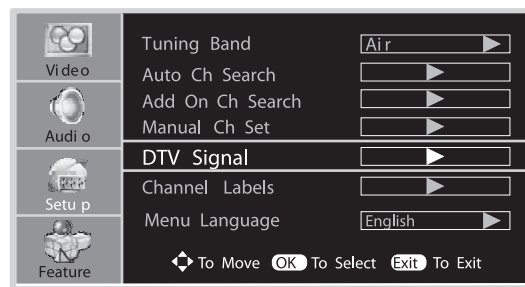 Video
Audio
Setup
Feature
Tuning Band Air
Auto Ch Search
Add On Ch Search
Manual Ch Set
DTV Signal
Channel Labels
Menu Language English
To Move OK To Select Exit To Exit